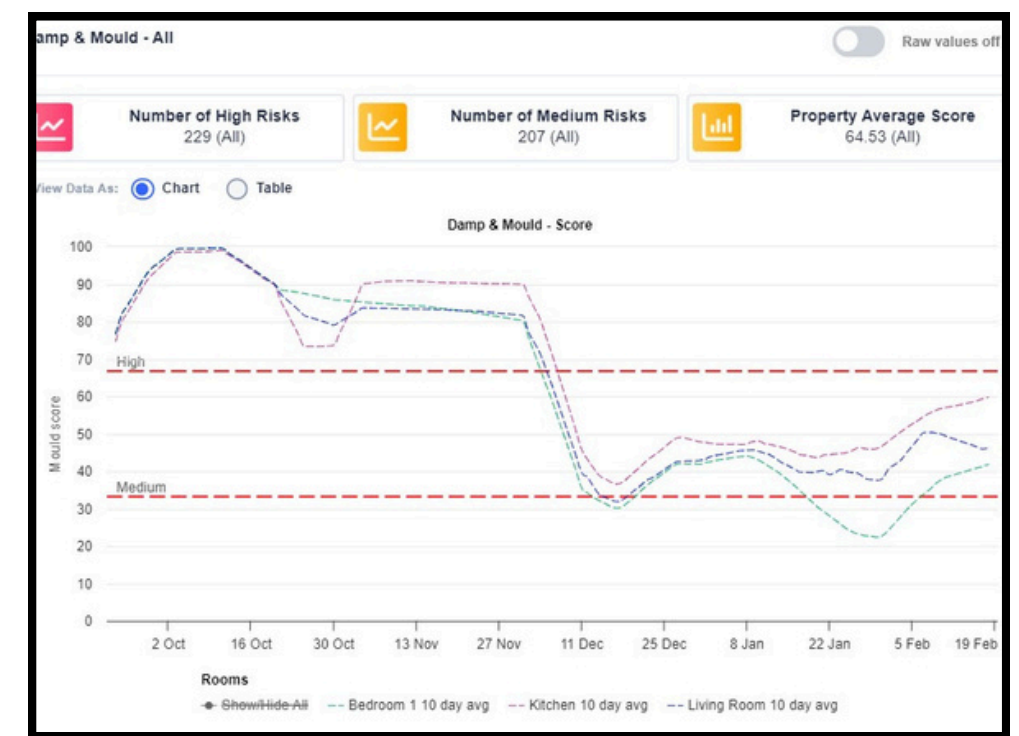 amp & Mould - All
Raw values off
Number of High Risks
229 (All)
Number of Medium Risks
207 (All)
Property Average Score
64.53 (All)
View Data As: Chart Table
Damp & Mould - Score
Mould score
100
90
80
70
60
50
40
30
20
10
0
High
Medium
2 Oct 16 Oct 30 Oct 13 Nov 27 Nov 11 Dec 25 Dec 8 Jan 22 Jan 5 Feb 19 Feb
Rooms
Show/Hide All Bedroom 1 10 day avg Kitchen 10 day avg Living Room 10 day avg